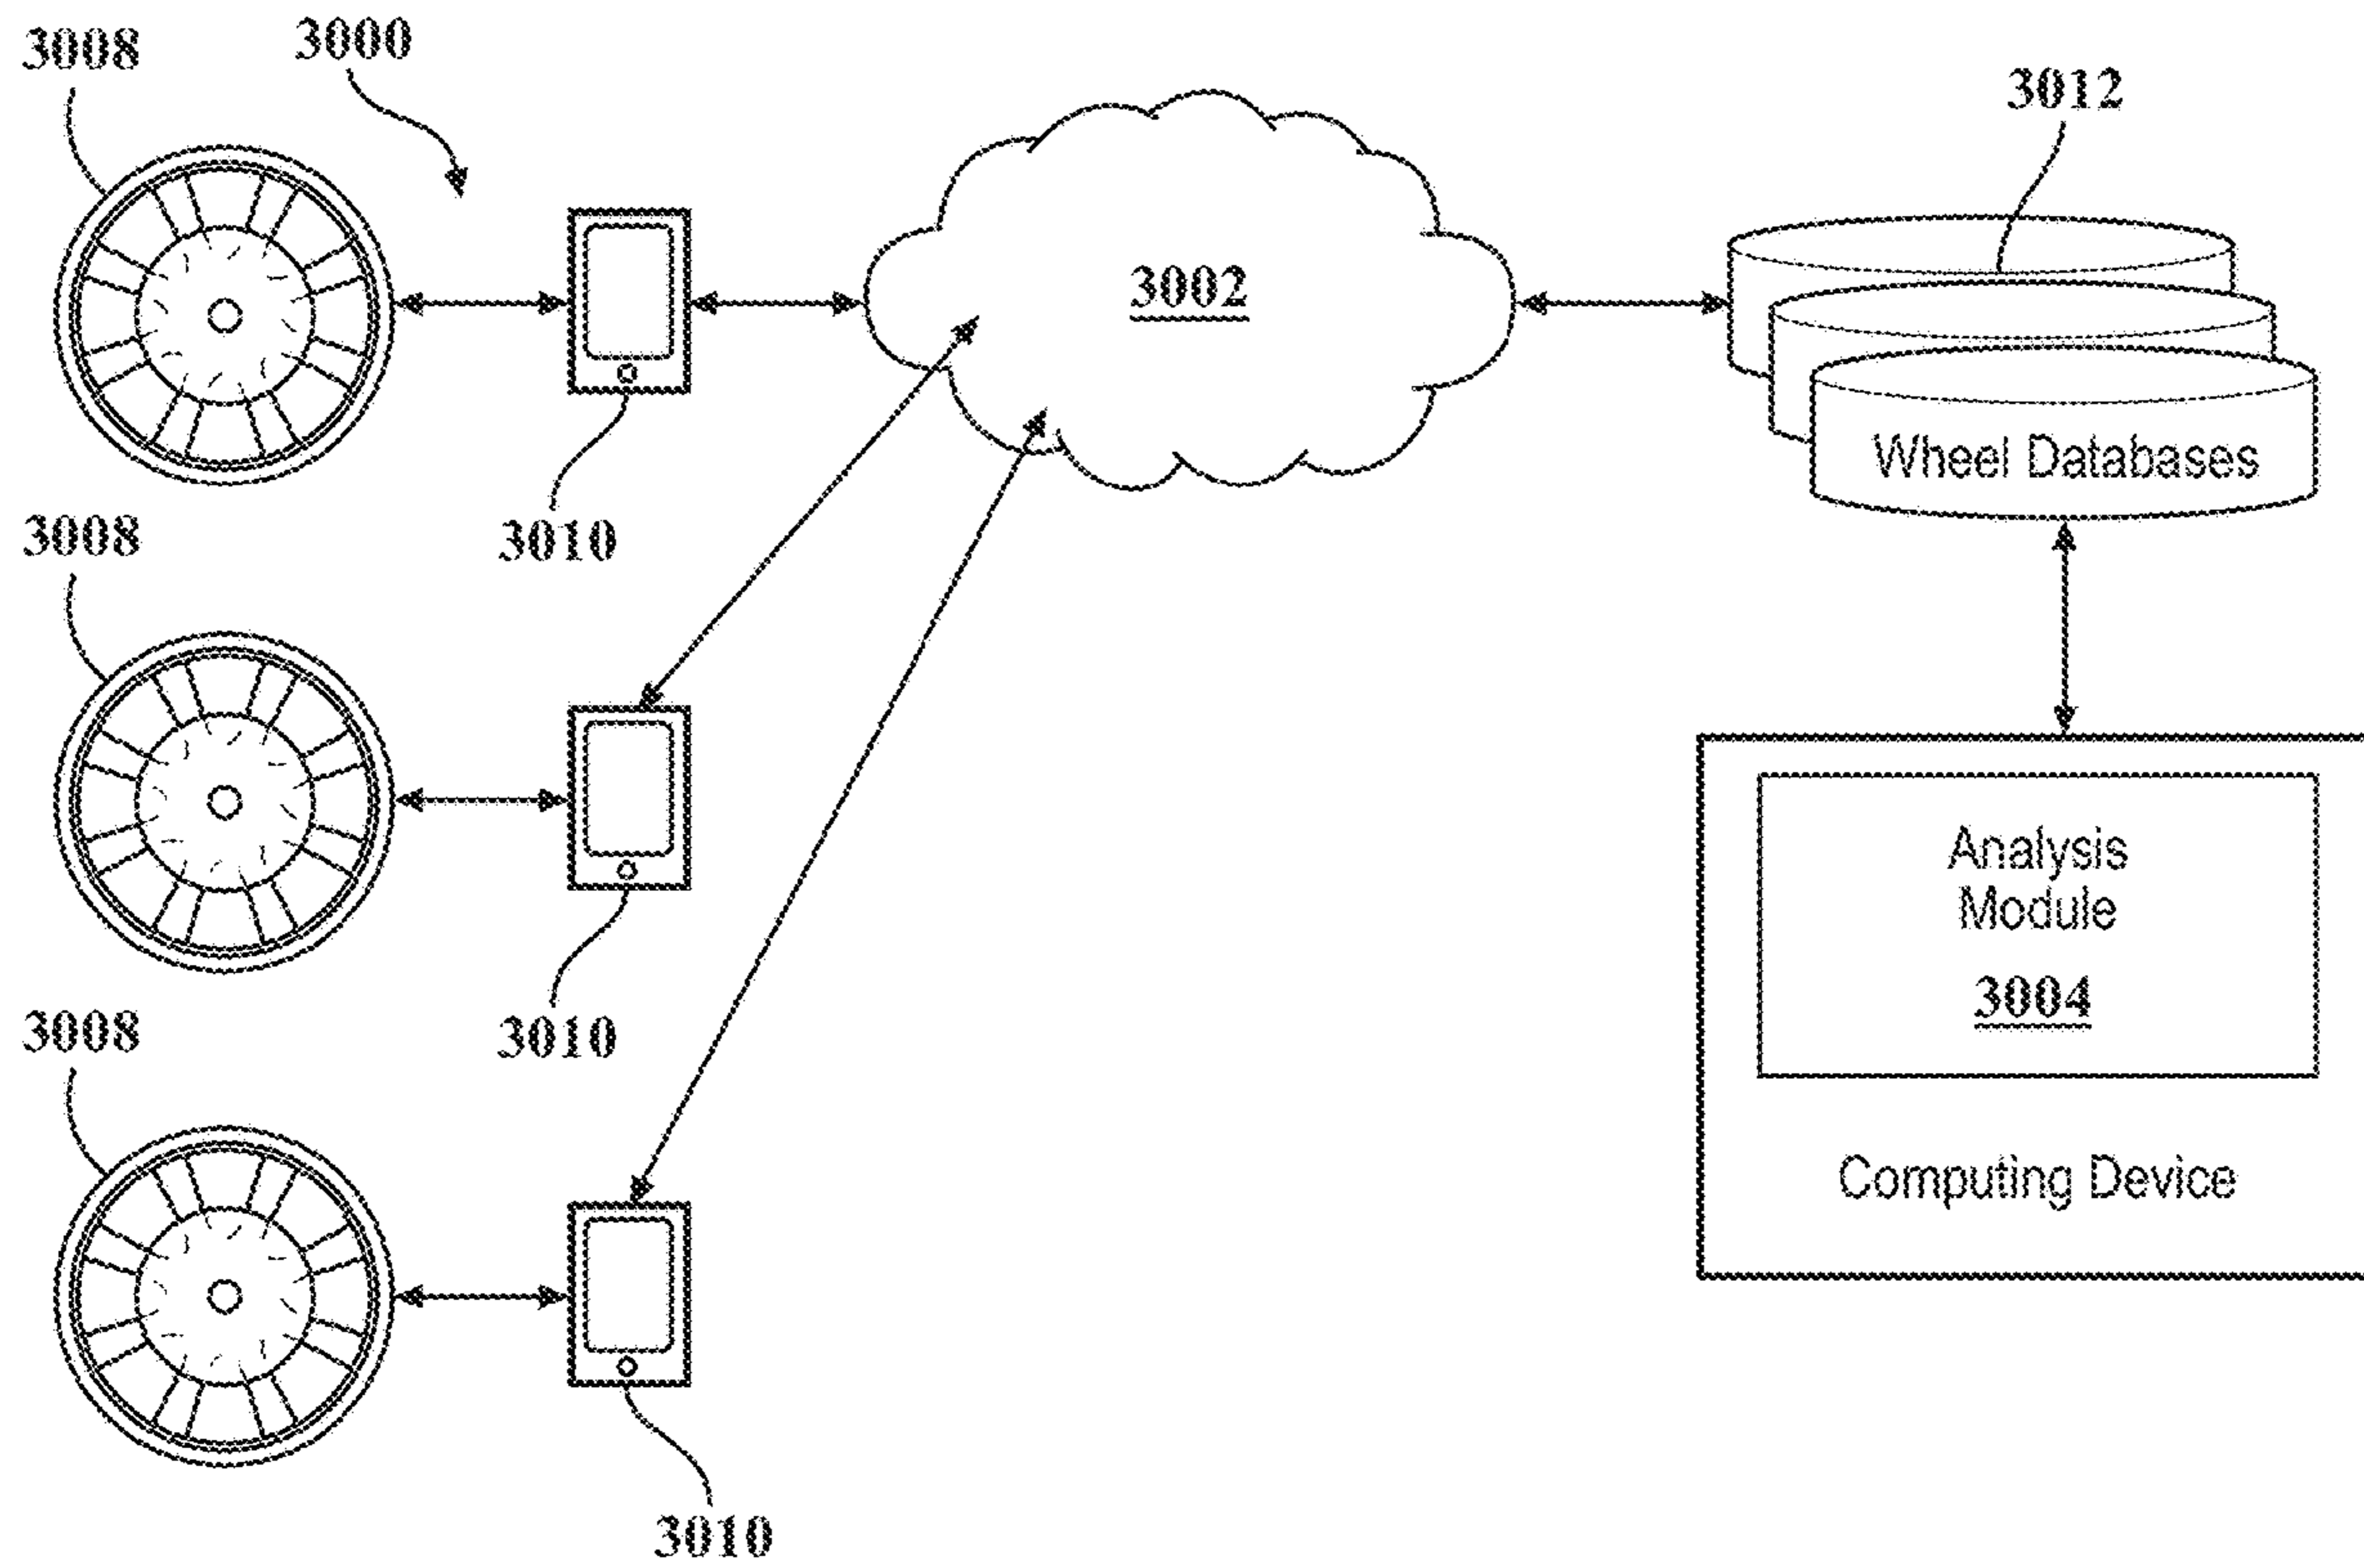 3008
3000
3012
3002
3010
Wheel Databases
3008
3010
Analysis
Module
3004
3008
Computing Device
3010